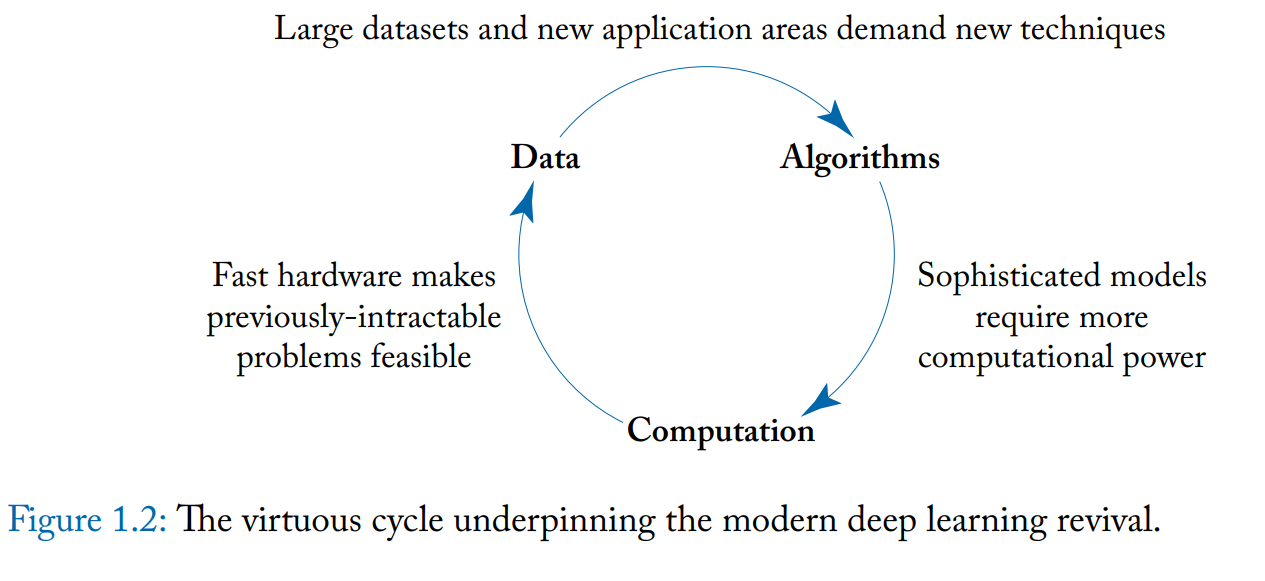 Large datasets and new application areas demand new techniques
Data
Algorithms
Fast hardware makes
previously-intractable
problems feasible
Sophisticated models
require more
computational power
Computation
Figure 1.2: The virtuous cycle underpinning the modern deep learning revival.